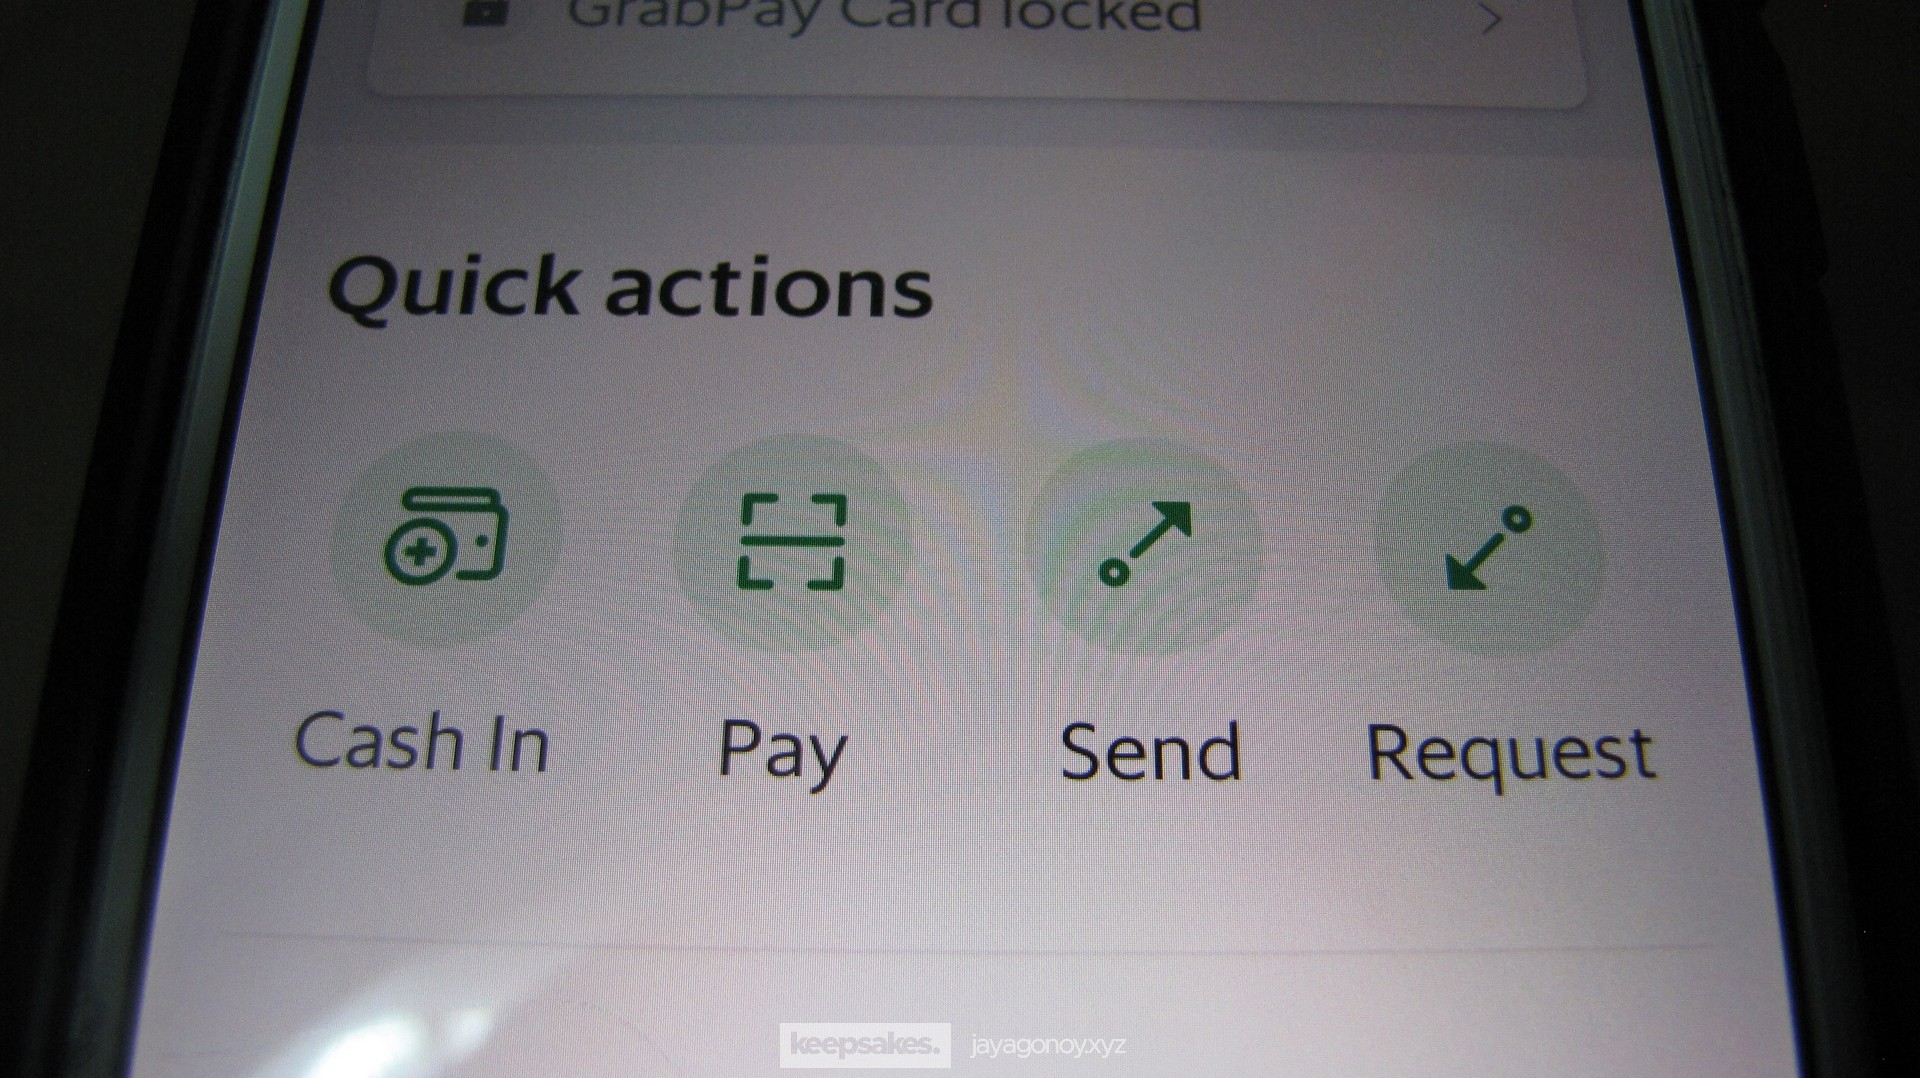 GrabPay Card locked
Quick actions
Cash In
Pay
Send
Request
keepsakes.
jayagonoy.xyz